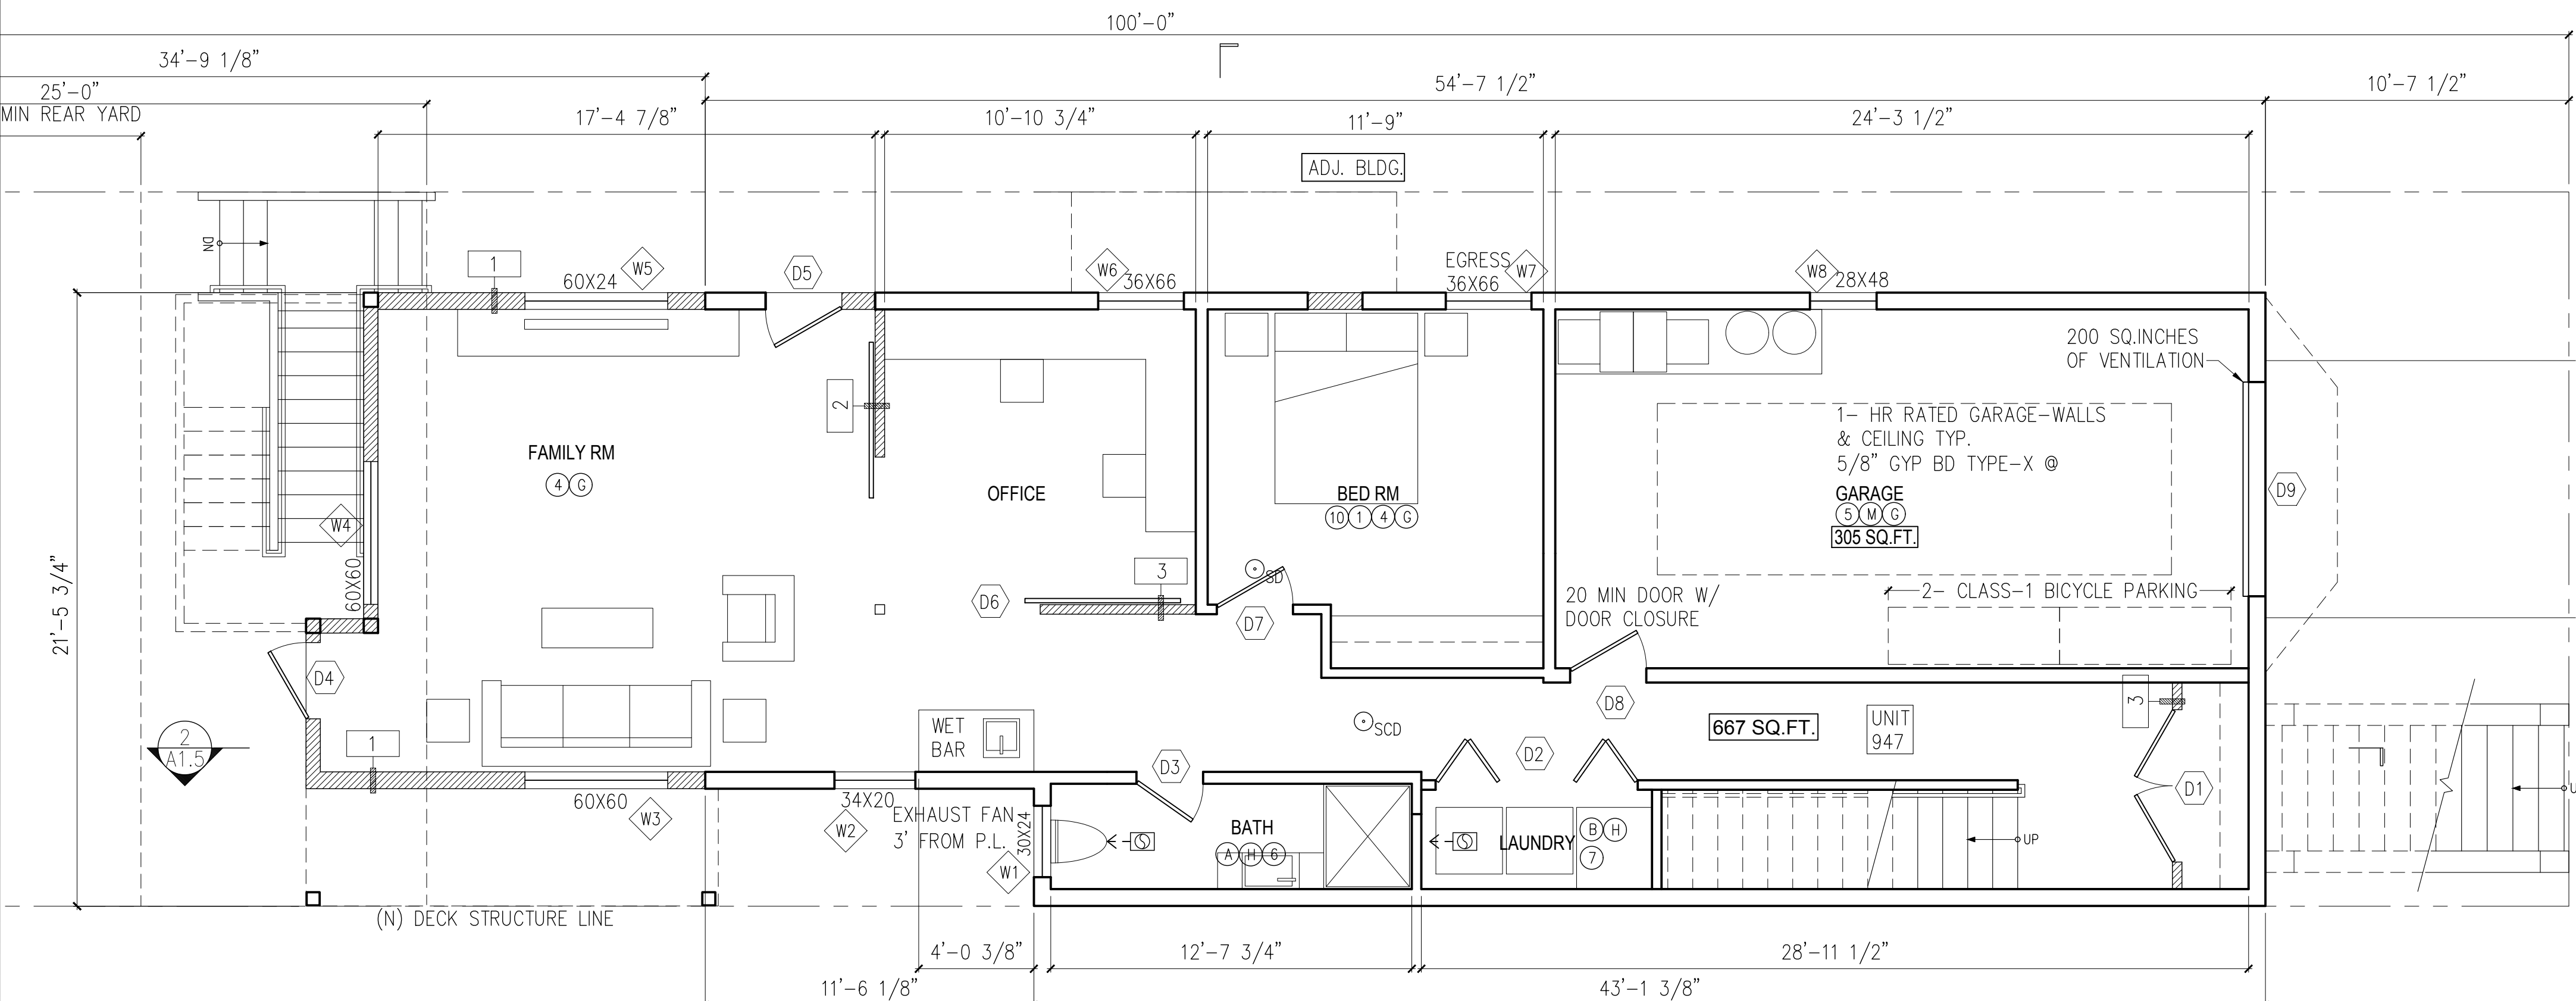 100'-0"
34'-9 1/8"
54'-7 1/2"
10'-7 1/2"
25'-0"
MIN REAR YARD
17'-4 7/8"
10'-10 3/4"
11'-9"
24'-3 1/2"
ADJ. BLDG.
DN
1
60X24
W5
D5
W6
36X66
EGRESS
36X66
W7
W8
28X48
200 SQ.INCHES
OF VENTILATION
2
1- HR RATED GARAGE-WALLS
& CEILING TYP.
5/8" GYP BD TYPE-X @
FAMILY RM
4 G
OFFICE
BED RM
10 1 4 G
GARAGE
5 M G
305 SQ.FT.
D9
W4
60X60
21'-5 3/4"
SD
3
D6
D7
20 MIN DOOR W/
DOOR CLOSURE
2- CLASS-1 BICYCLE PARKING
D4
D8
3
WET
BAR
SCD
667 SQ.FT.
UNIT
947
2
A1.5
1
D3
D2
D1
U
60X60
W3
34X20
W2
EXHAUST FAN
3' FROM P.L.
30X24
W1
BATH
A H 6
S
S
LAUNDRY
B H
7
UP
(N) DECK STRUCTURE LINE
4'-0 3/8"
12'-7 3/4"
28'-11 1/2"
11'-6 1/8"
43'-1 3/8"